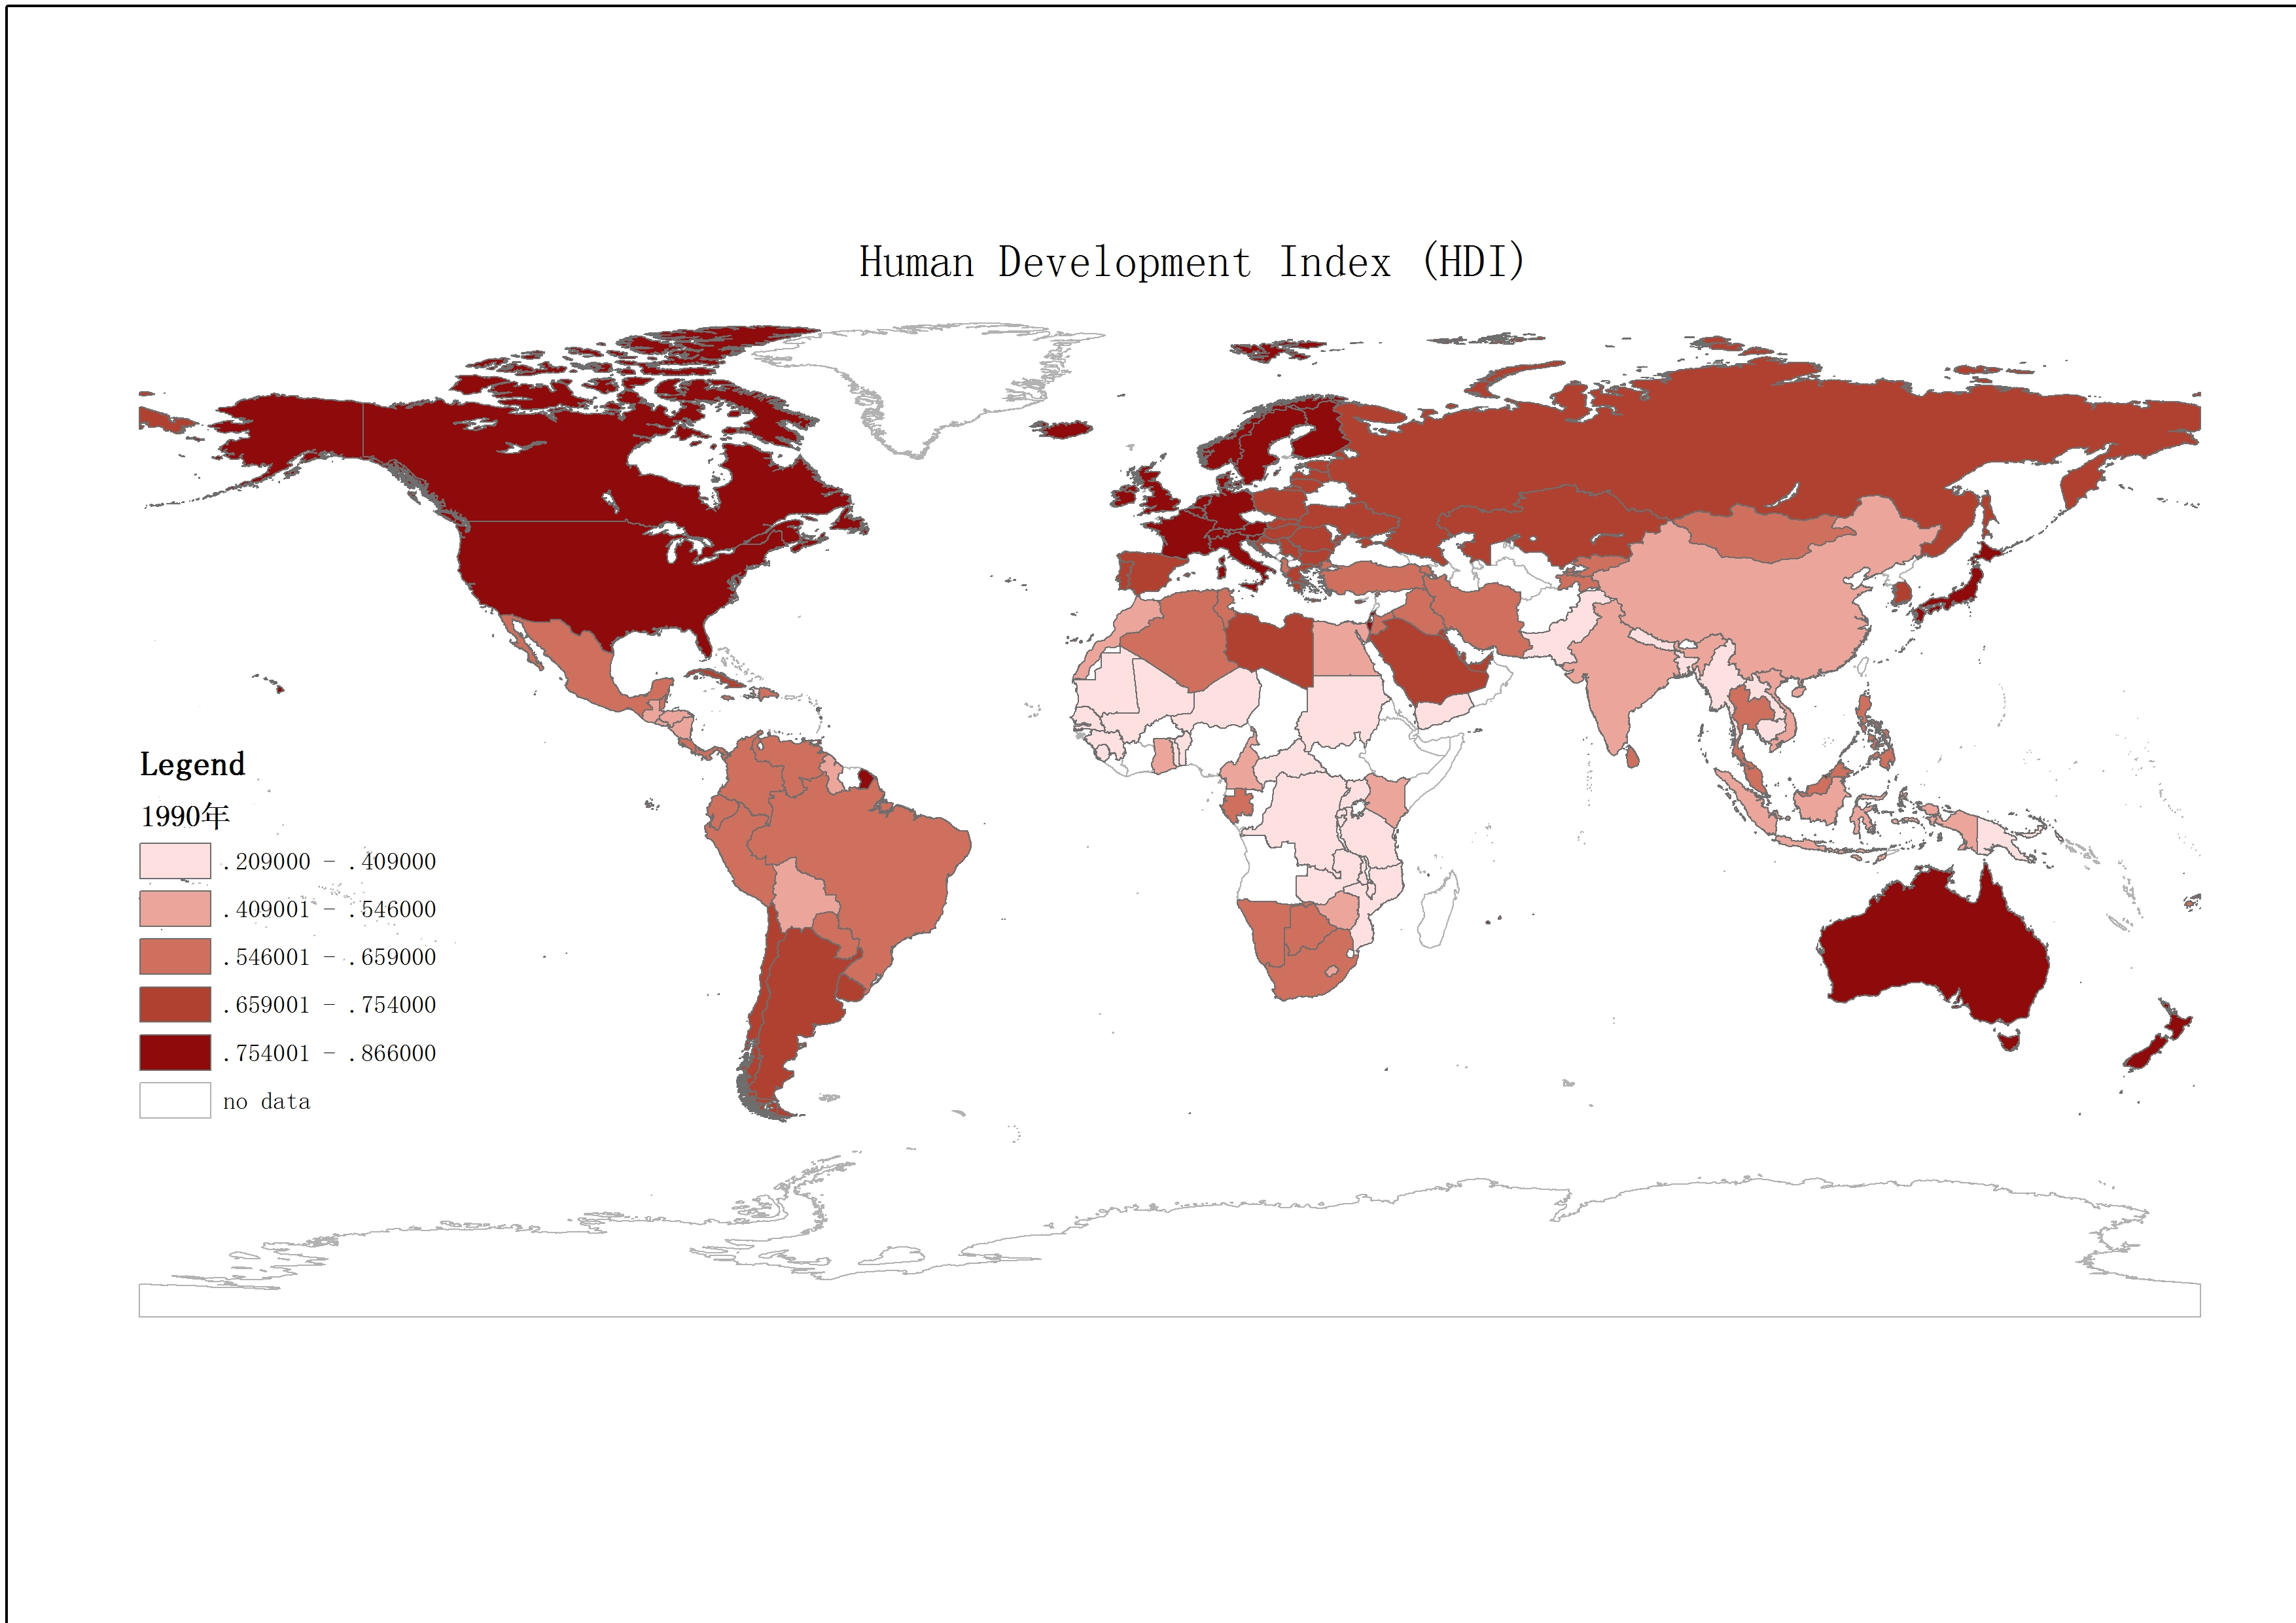 Human Development Index (HDI)
Legend
1990年
.209000 - .409000
.409001 - .546000
.546001 - .659000
.659001 - .754000
.754001 - .866000
no data